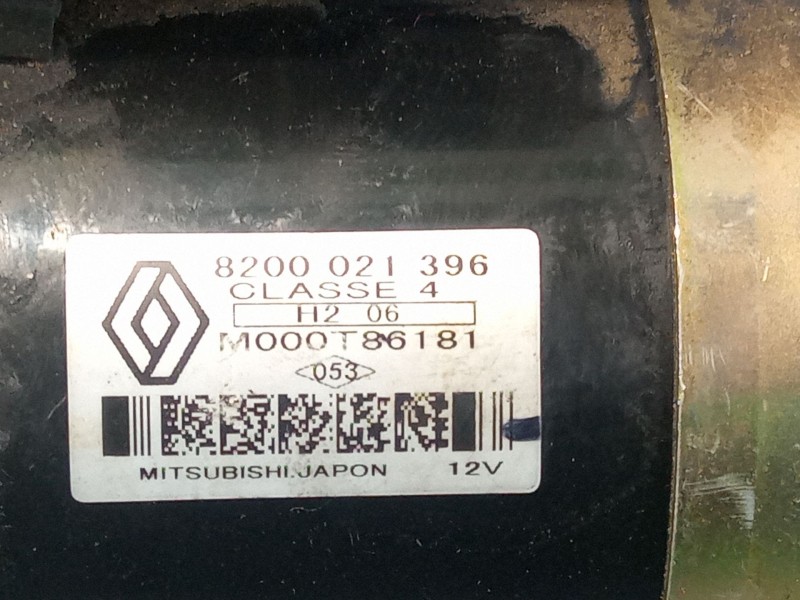 8200 021 396
CLASSE 4
H2 06
M000T86181
053
MITSUBISHI.JAPON 12V